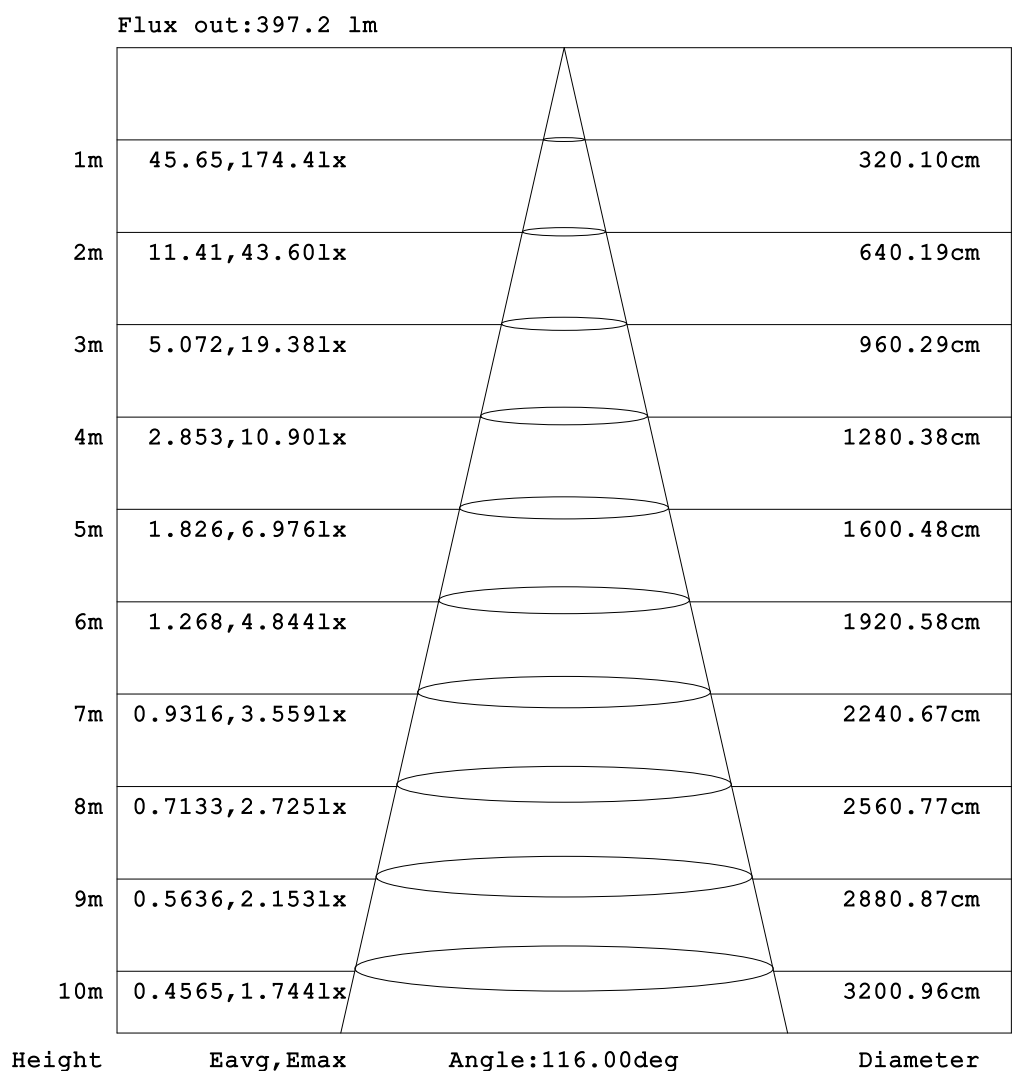 Flux out:397.2 lm
1m 45.65,174.4lx 320.10cm
2m 11.41,43.60lx 640.19cm
3m 5.072,19.38lx 960.29cm
4m 2.853,10.90lx 1280.38cm
5m 1.826,6.976lx 1600.48cm
6m 1.268,4.844lx 1920.58cm
7m 0.9316,3.559lx 2240.67cm
8m 0.7133,2.725lx 2560.77cm
9m 0.5636,2.153lx 2880.87cm
10m 0.4565,1.744lx 3200.96cm
Height Eavg,Emax Angle:116.00deg Diameter